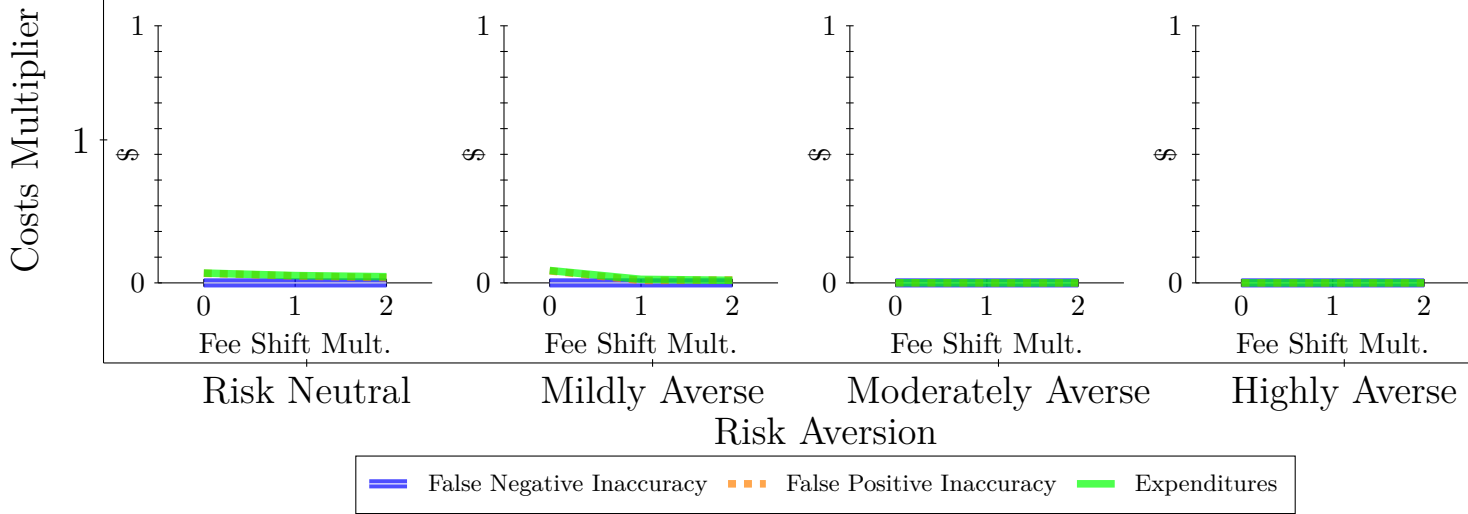 Costs Multiplier
1
1 1 1 1
$ $ $ $
0 0 0 0
0 1 2 0 1 2 0 1 2 0 1 2
Fee Shift Mult. Fee Shift Mult. Fee Shift Mult. Fee Shift Mult.
Risk Neutral Mildly Averse Moderately Averse Highly Averse
Risk Aversion
False Negative Inaccuracy False Positive Inaccuracy Expenditures